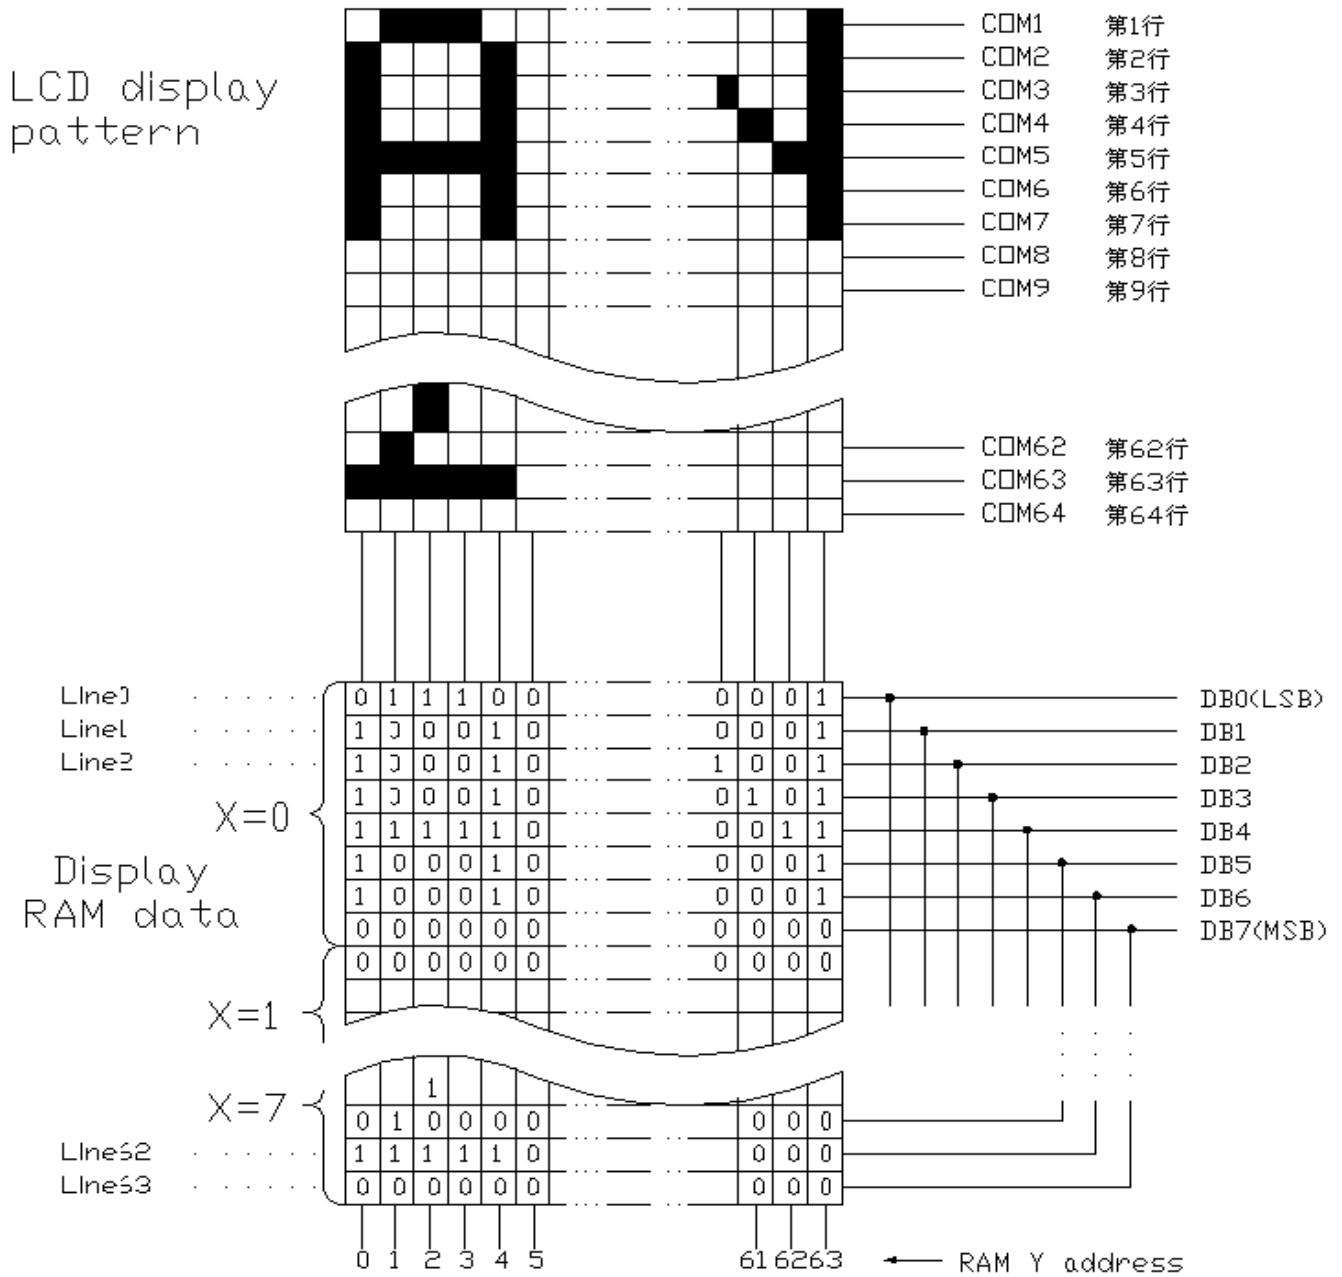 COM1 第1行
COM2 第2行
LCD display
COM3 第3行
pattern
COM4 第4行
COM5 第5行
COM6 第6行
COM7 第7行
COM8 第8行
COM9 第9行
COM62 第62行
COM63 第63行
COM64 第64行
LIne0 0 1 1 1 0 0 0 0 0 1 DB0(LSB)
Line1 1 0 0 0 1 0 0 0 0 1 DB1
Line2 1 0 0 0 1 0 1 0 0 1 DB2
1 0 0 0 1 0 0 1 0 1 DB3
X=0
1 1 1 1 1 0 0 0 1 1 DB4
1 0 0 0 1 0 0 0 0 1 DB5
Display
1 0 0 0 1 0 0 0 0 1 DB6
RAM data
0 0 0 0 0 0 0 0 0 0 DB7(MSB)
0 0 0 0 0 0 0 0 0 0
X=1
1
X=7
0 1 0 0 0 0 0 0 0
LIne62 1 1 1 1 1 0 0 0 0
LIne63 0 0 0 0 0 0 0 0 0
0 1 2 3 4 5 61 62 63 RAM Y address